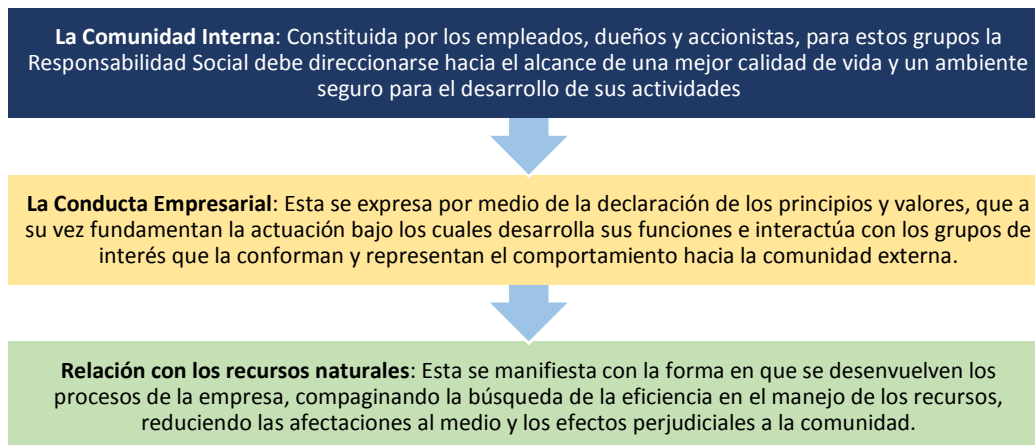 La Comunidad Interna: Constituida por los empleados, dueños y accionistas, para estos grupos la
Responsabilidad Social debe direccionarse hacia el alcance de una mejor calidad de vida y un ambiente
seguro para el desarrollo de sus actividades
La Conducta Empresarial: Esta se expresa por medio de la declaración de los principios y valores, que a
su vez fundamentan la actuación bajo los cuales desarrolla sus funciones e interactúa con los grupos de
interés que la conforman y representan el comportamiento hacia la comunidad externa.
Relación con los recursos naturales: Esta se manifiesta con la forma en que se desenvuelven los
procesos de la empresa, compaginando la búsqueda de la eficiencia en el manejo de los recursos,
reduciendo las afectaciones al medio y los efectos perjudiciales a la comunidad.